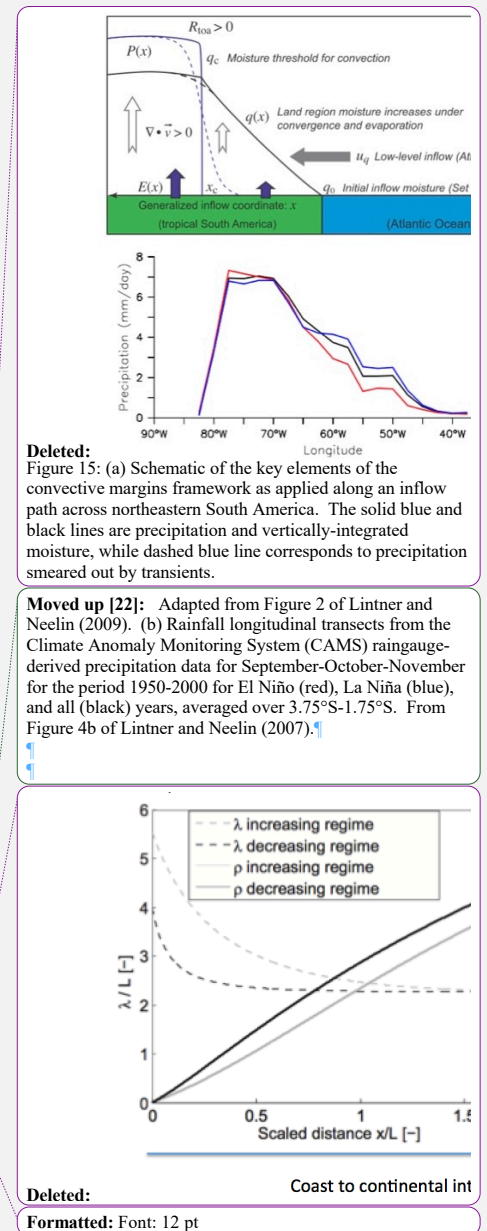 R_toa > 0
P(x)
q_c Moisture threshold for convection
q(x) Land region moisture increases under
convergence and evaporation
∇•v⃗ > 0
u_q Low-level inflow (Atl
E(x)
x_c
q_0 Initial inflow moisture (Set
Generalized inflow coordinate: x
(tropical South America)
(Atlantic Ocean
Precipitation (mm/day)
8
6
4
2
0
90°W 80°W 70°W 60°W 50°W 40°W
Longitude
Deleted:
Figure 15: (a) Schematic of the key elements of the
convective margins framework as applied along an inflow
path across northeastern South America. The solid blue and
black lines are precipitation and vertically-integrated
moisture, while dashed blue line corresponds to precipitation
smeared out by transients.
Moved up [22]: Adapted from Figure 2 of Lintner and
Neelin (2009). (b) Rainfall longitudinal transects from the
Climate Anomaly Monitoring System (CAMS) raingauge-
derived precipitation data for September-October-November
for the period 1950-2000 for El Niño (red), La Niña (blue),
and all (black) years, averaged over 3.75°S-1.75°S. From
Figure 4b of Lintner and Neelin (2007).¶
¶
¶
λ increasing regime
λ decreasing regime
ρ increasing regime
ρ decreasing regime
λ / L [−]
6
5
4
3
2
1
0
0 0.5 1 1.5
Scaled distance x/L [−]
Coast to continental int
Deleted:
Formatted: Font: 12 pt